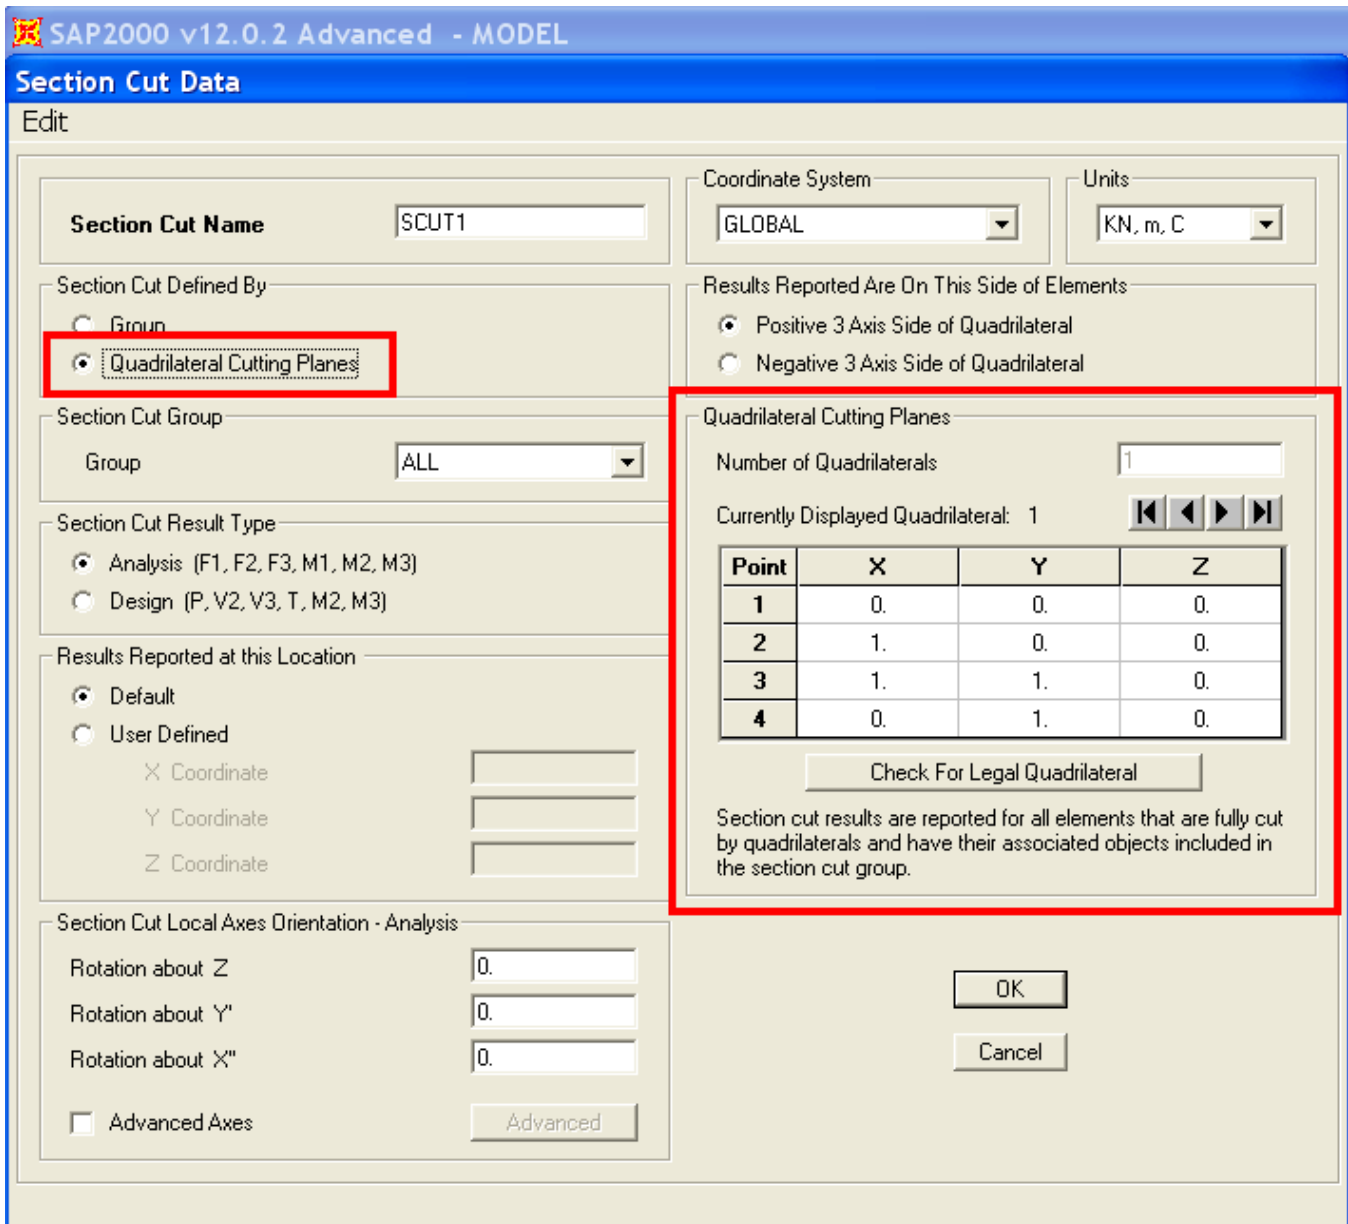 SAP2000 v12.0.2 Advanced - MODEL
Section Cut Data
Edit
Section Cut Name SCUT1
Coordinate System
GLOBAL
Units
KN, m, C
Section Cut Defined By
Group
Quadrilateral Cutting Planes
Results Reported Are On This Side of Elements
Positive 3 Axis Side of Quadrilateral
Negative 3 Axis Side of Quadrilateral
Section Cut Group
Group ALL
Section Cut Result Type
Analysis (F1, F2, F3, M1, M2, M3)
Design (P, V2, V3, T, M2, M3)
Results Reported at this Location
Default
User Defined
X Coordinate
Y Coordinate
Z Coordinate
Quadrilateral Cutting Planes
Number of Quadrilaterals 1
Currently Displayed Quadrilateral: 1
Point X Y Z
1 0. 0. 0.
2 1. 0. 0.
3 1. 1. 0.
4 0. 1. 0.
Check For Legal Quadrilateral
Section cut results are reported for all elements that are fully cut
by quadrilaterals and have their associated objects included in
the section cut group.
Section Cut Local Axes Orientation - Analysis
Rotation about Z 0.
Rotation about Y' 0.
Rotation about X" 0.
Advanced Axes Advanced
OK
Cancel